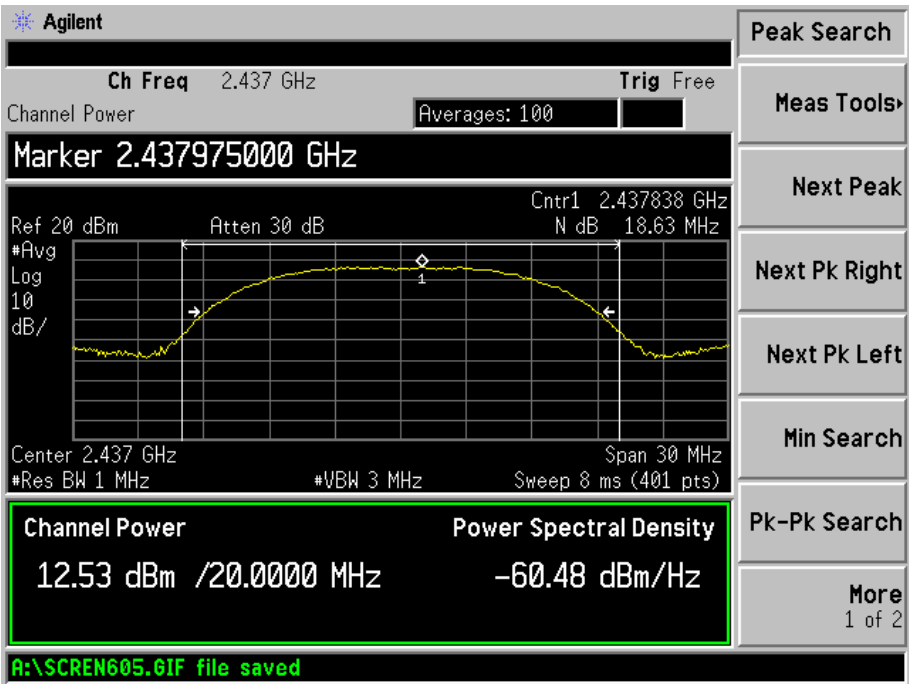 Agilent
Peak Search
Ch Freq 2.437 GHz Trig Free
Channel Power Averages: 100
Marker 2.437975000 GHz
Cntr1 2.437838 GHz
Ref 20 dBm Atten 30 dB N dB 18.63 MHz
#Avg
Log
10
dB/
1
Center 2.437 GHz Span 30 MHz
#Res BW 1 MHz #VBW 3 MHz Sweep 8 ms (401 pts)
Channel Power Power Spectral Density
12.53 dBm /20.0000 MHz -60.48 dBm/Hz
A:\SCREN605.GIF file saved
Meas Tools
Next Peak
Next Pk Right
Next Pk Left
Min Search
Pk-Pk Search
More
1 of 2